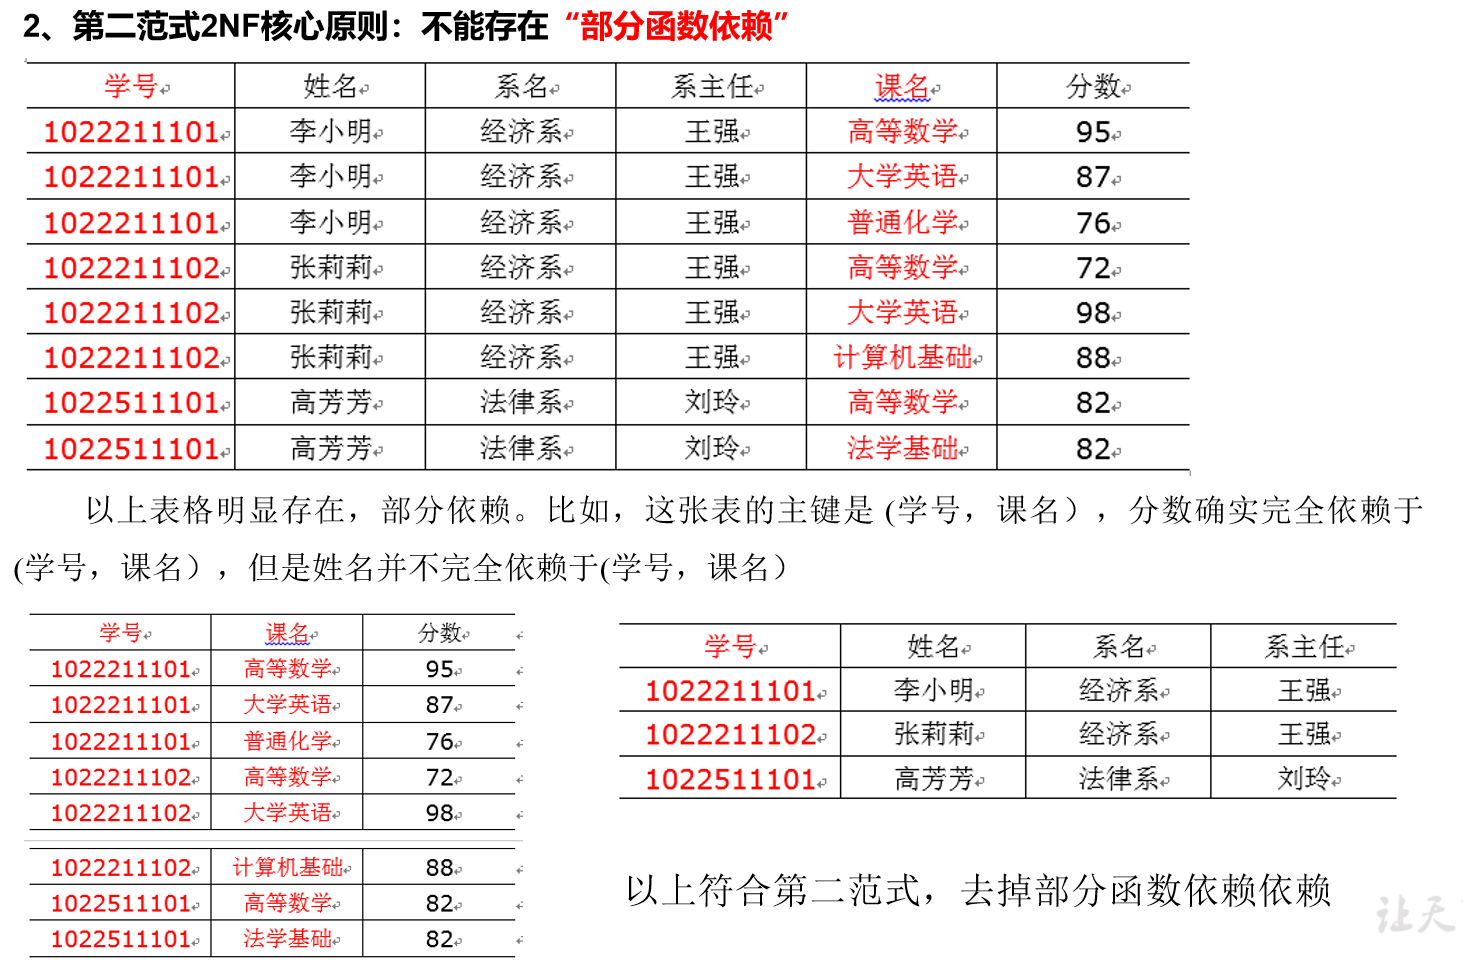 2、第二范式2NF核心原则：不能存在“部分函数依赖”
学号 姓名 系名 系主任 课名 分数
1022211101 李小明 经济系 王强 高等数学 95
1022211101 李小明 经济系 王强 大学英语 87
1022211101 李小明 经济系 王强 普通化学 76
1022211102 张莉莉 经济系 王强 高等数学 72
1022211102 张莉莉 经济系 王强 大学英语 98
1022211102 张莉莉 经济系 王强 计算机基础 88
1022511101 高芳芳 法律系 刘玲 高等数学 82
1022511101 高芳芳 法律系 刘玲 法学基础 82
以上表格明显存在，部分依赖。比如，这张表的主键是 (学号，课名），分数确实完全依赖于
(学号，课名），但是姓名并不完全依赖于(学号，课名）
学号 课名 分数
1022211101 高等数学 95
1022211101 大学英语 87
1022211101 普通化学 76
1022211102 高等数学 72
1022211102 大学英语 98
1022211102 计算机基础 88
1022511101 高等数学 82
1022511101 法学基础 82
学号 姓名 系名 系主任
1022211101 李小明 经济系 王强
1022211102 张莉莉 经济系 王强
1022511101 高芳芳 法律系 刘玲
以上符合第二范式，去掉部分函数依赖依赖
让天